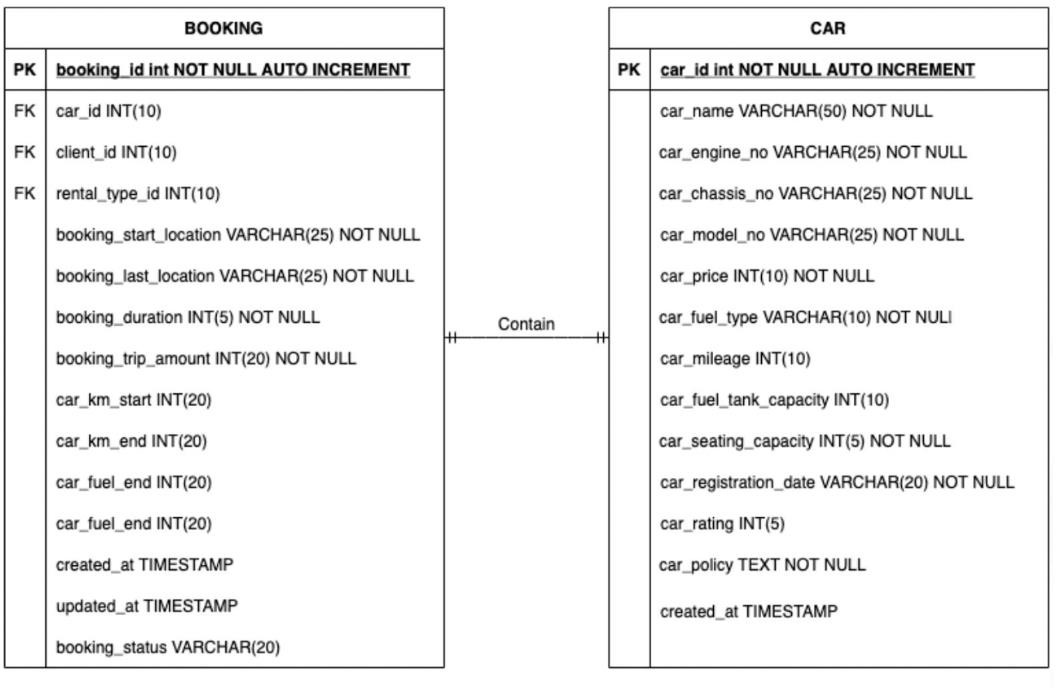 BOOKING
PK booking_id int NOT NULL AUTO INCREMENT
FK car_id INT(10)
FK client_id INT(10)
FK rental_type_id INT(10)
booking_start_location VARCHAR(25) NOT NULL
booking_last_location VARCHAR(25) NOT NULL
booking_duration INT(5) NOT NULL
booking_trip_amount INT(20) NOT NULL
car_km_start INT(20)
car_km_end INT(20)
car_fuel_end INT(20)
car_fuel_end INT(20)
created_at TIMESTAMP
updated_at TIMESTAMP
booking_status VARCHAR(20)
Contain
CAR
PK car_id int NOT NULL AUTO INCREMENT
car_name VARCHAR(50) NOT NULL
car_engine_no VARCHAR(25) NOT NULL
car_chassis_no VARCHAR(25) NOT NULL
car_model_no VARCHAR(25) NOT NULL
car_price INT(10) NOT NULL
car_fuel_type VARCHAR(10) NOT NULl
car_mileage INT(10)
car_fuel_tank_capacity INT(10)
car_seating_capacity INT(5) NOT NULL
car_registration_date VARCHAR(20) NOT NULL
car_rating INT(5)
car_policy TEXT NOT NULL
created_at TIMESTAMP